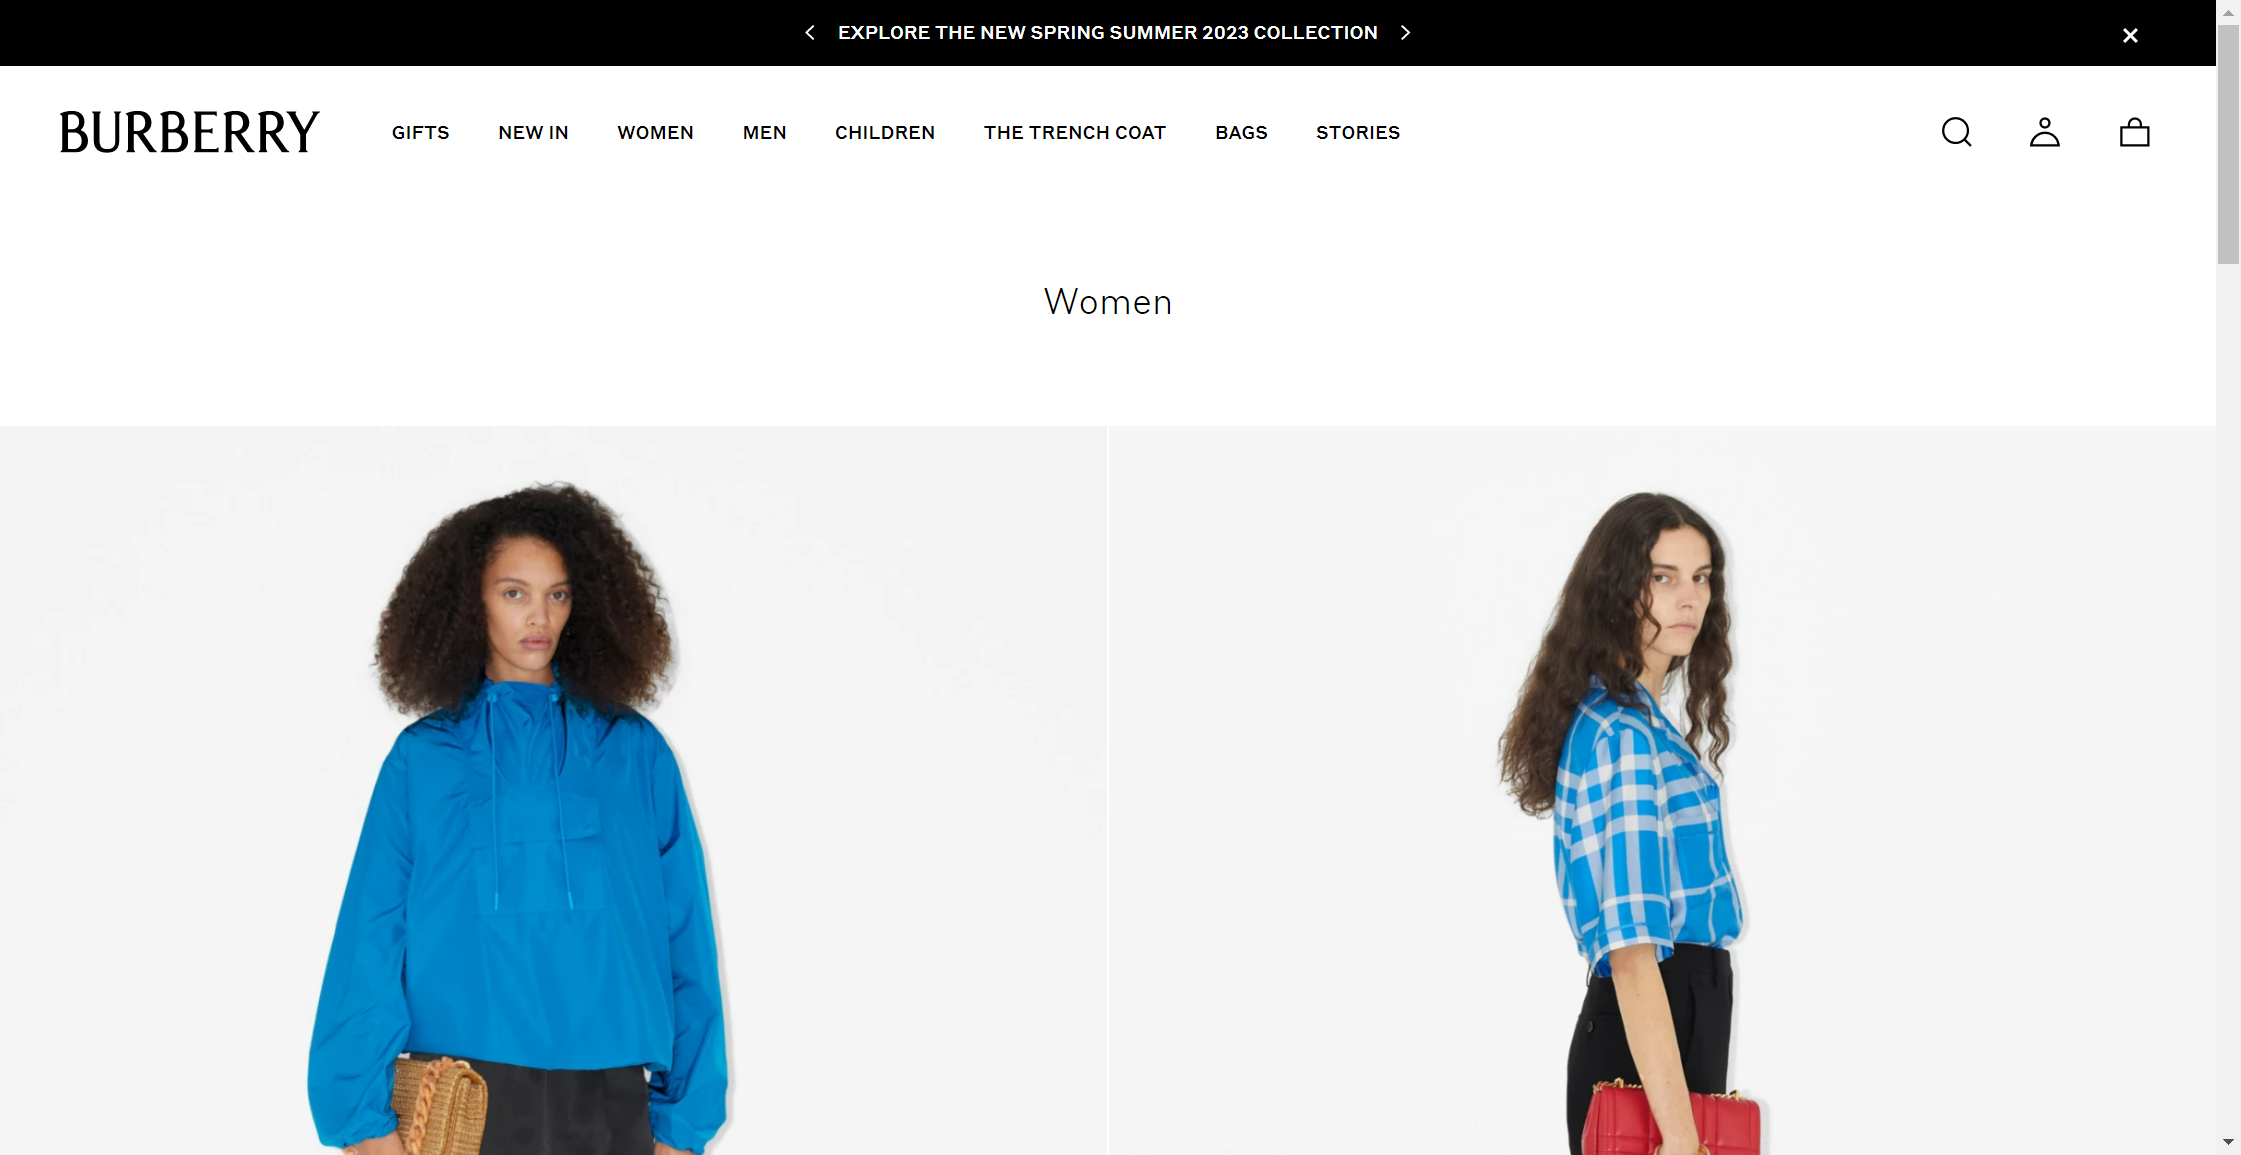 EXPLORE THE NEW SPRING SUMMER 2023 COLLECTION
BURBERRY GIFTS NEW IN WOMEN MEN CHILDREN THE TRENCH COAT BAGS STORIES
Women